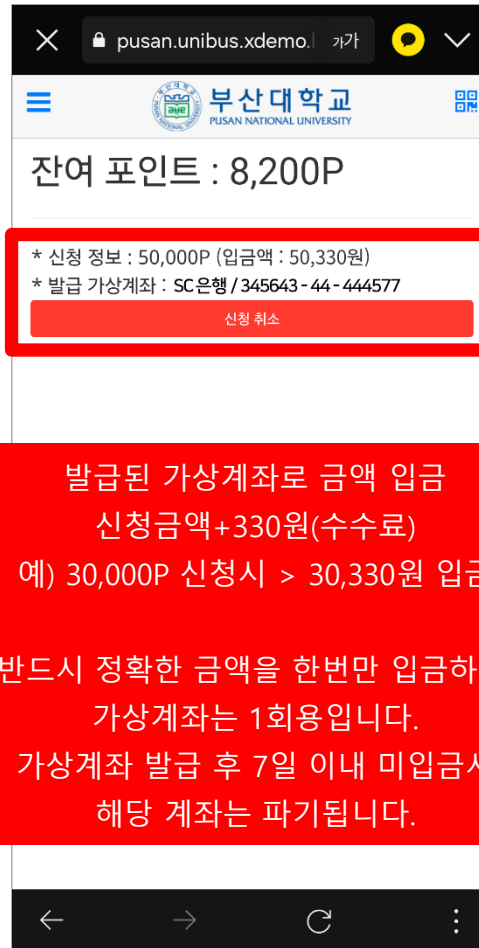 pusan.unibus.xdemo. 가가
부산대학교
PUSAN NATIONAL UNIVERSITY
잔여 포인트 : 8,200P
* 신청 정보 : 50,000P (입금액 : 50,330원)
* 발급 가상계좌 : SC은행 / 345643 - 44 - 444577
신청 취소
발급된 가상계좌로 금액 입금
신청금액+330원(수수료)
예) 30,000P 신청시 > 30,330원 입금
반드시 정확한 금액을 한번만 입금하
가상계좌는 1회용입니다.
가상계좌 발급 후 7일 이내 미입금시
해당 계좌는 파기됩니다.